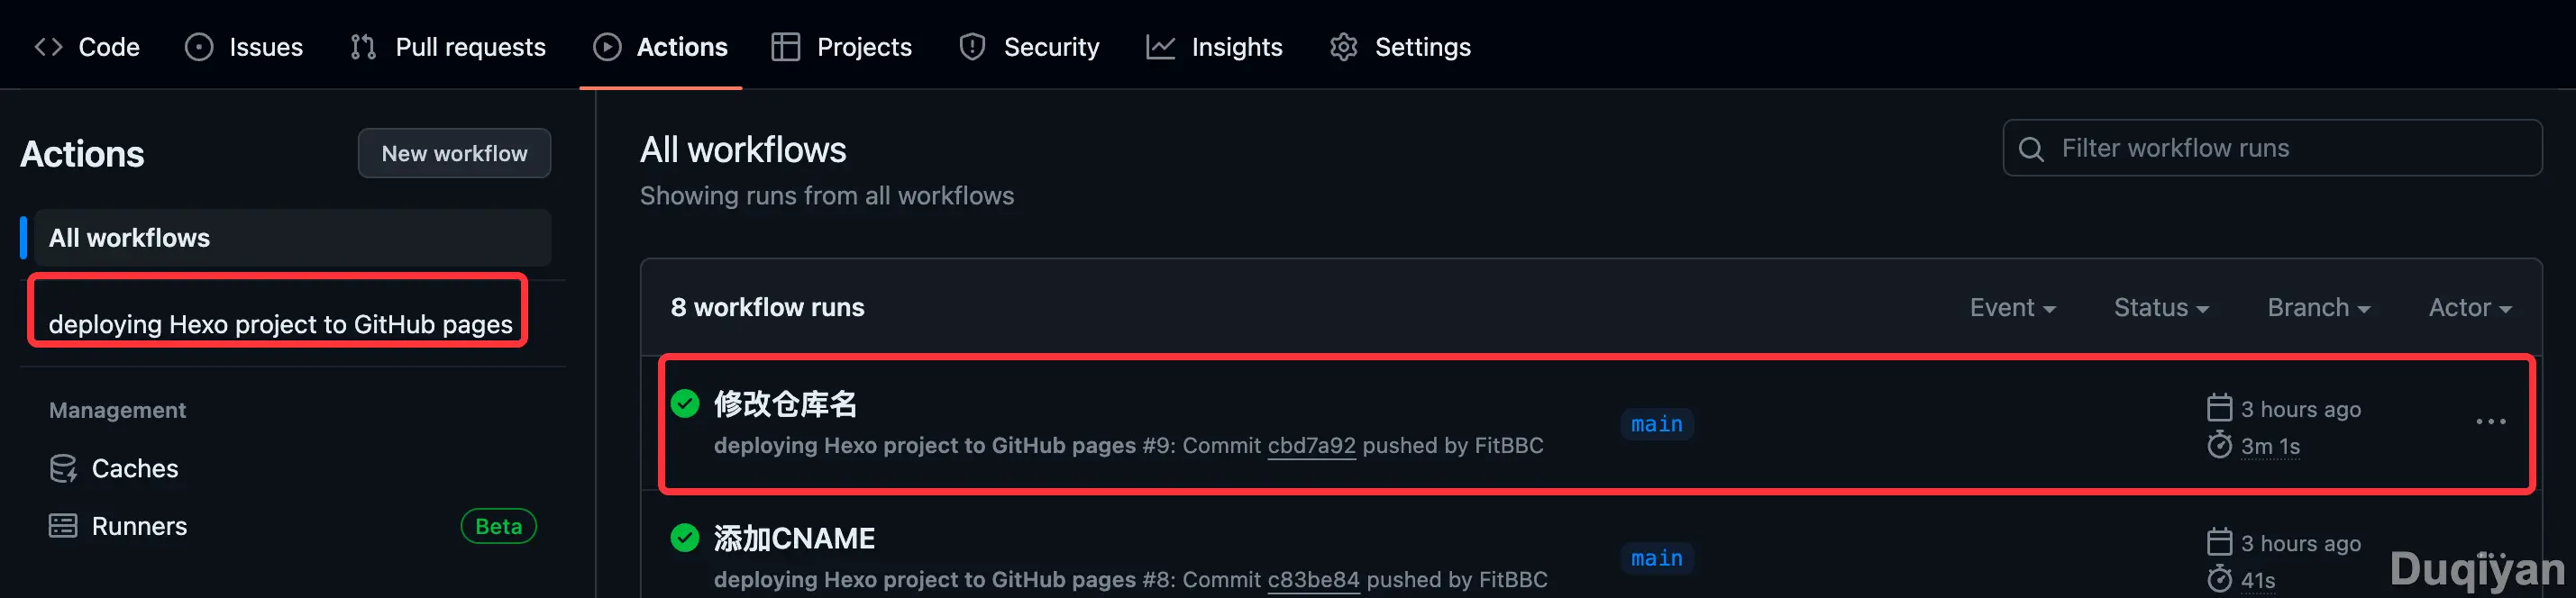 Code Issues Pull requests Actions Projects Security Insights Settings
Actions New workflow
All workflows
deploying Hexo project to GitHub pages
Management
Caches
Runners Beta
All workflows
Showing runs from all workflows
Filter workflow runs
8 workflow runs Event Status Branch Actor
修改仓库名
deploying Hexo project to GitHub pages #9: Commit cbd7a92 pushed by FitBBC
main
3 hours ago
3m 1s
添加CNAME
deploying Hexo project to GitHub pages #8: Commit c83be84 pushed by FitBBC
main
3 hours ago
41s
Duqiyan